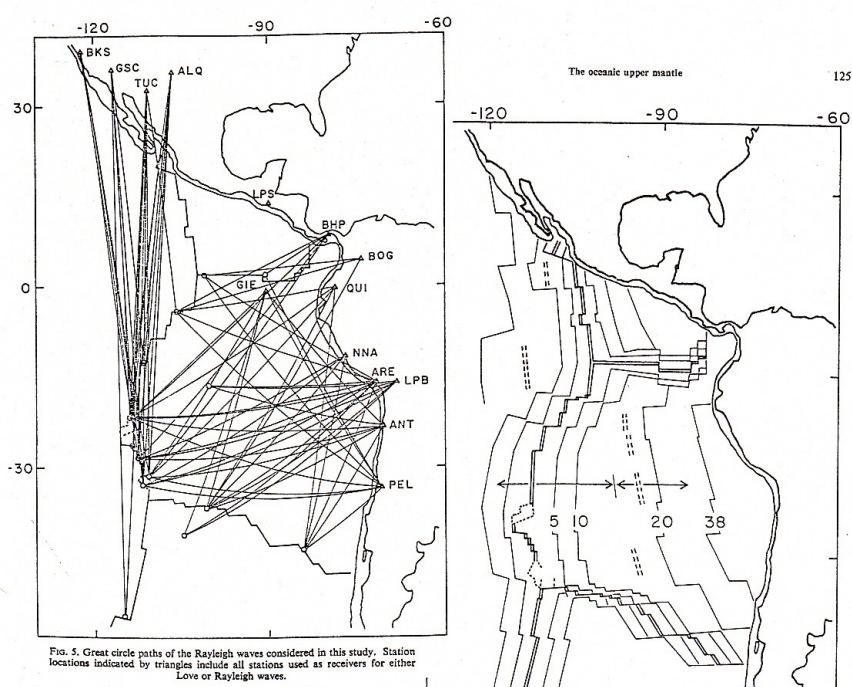 -120 -90 -60
BKS
GSC
ALQ
TUC
30
LPS
BHP
BOG
0
GIE
QUI
NNA
ARE
LPB
ANT
-30
PEL
FIG. 5. Great circle paths of the Rayleigh waves considered in this study. Station
locations indicated by triangles include all stations used as receivers for either
Love or Rayleigh waves.
The oceanic upper mantle 125
-120 -90 -60
5 10 20 38